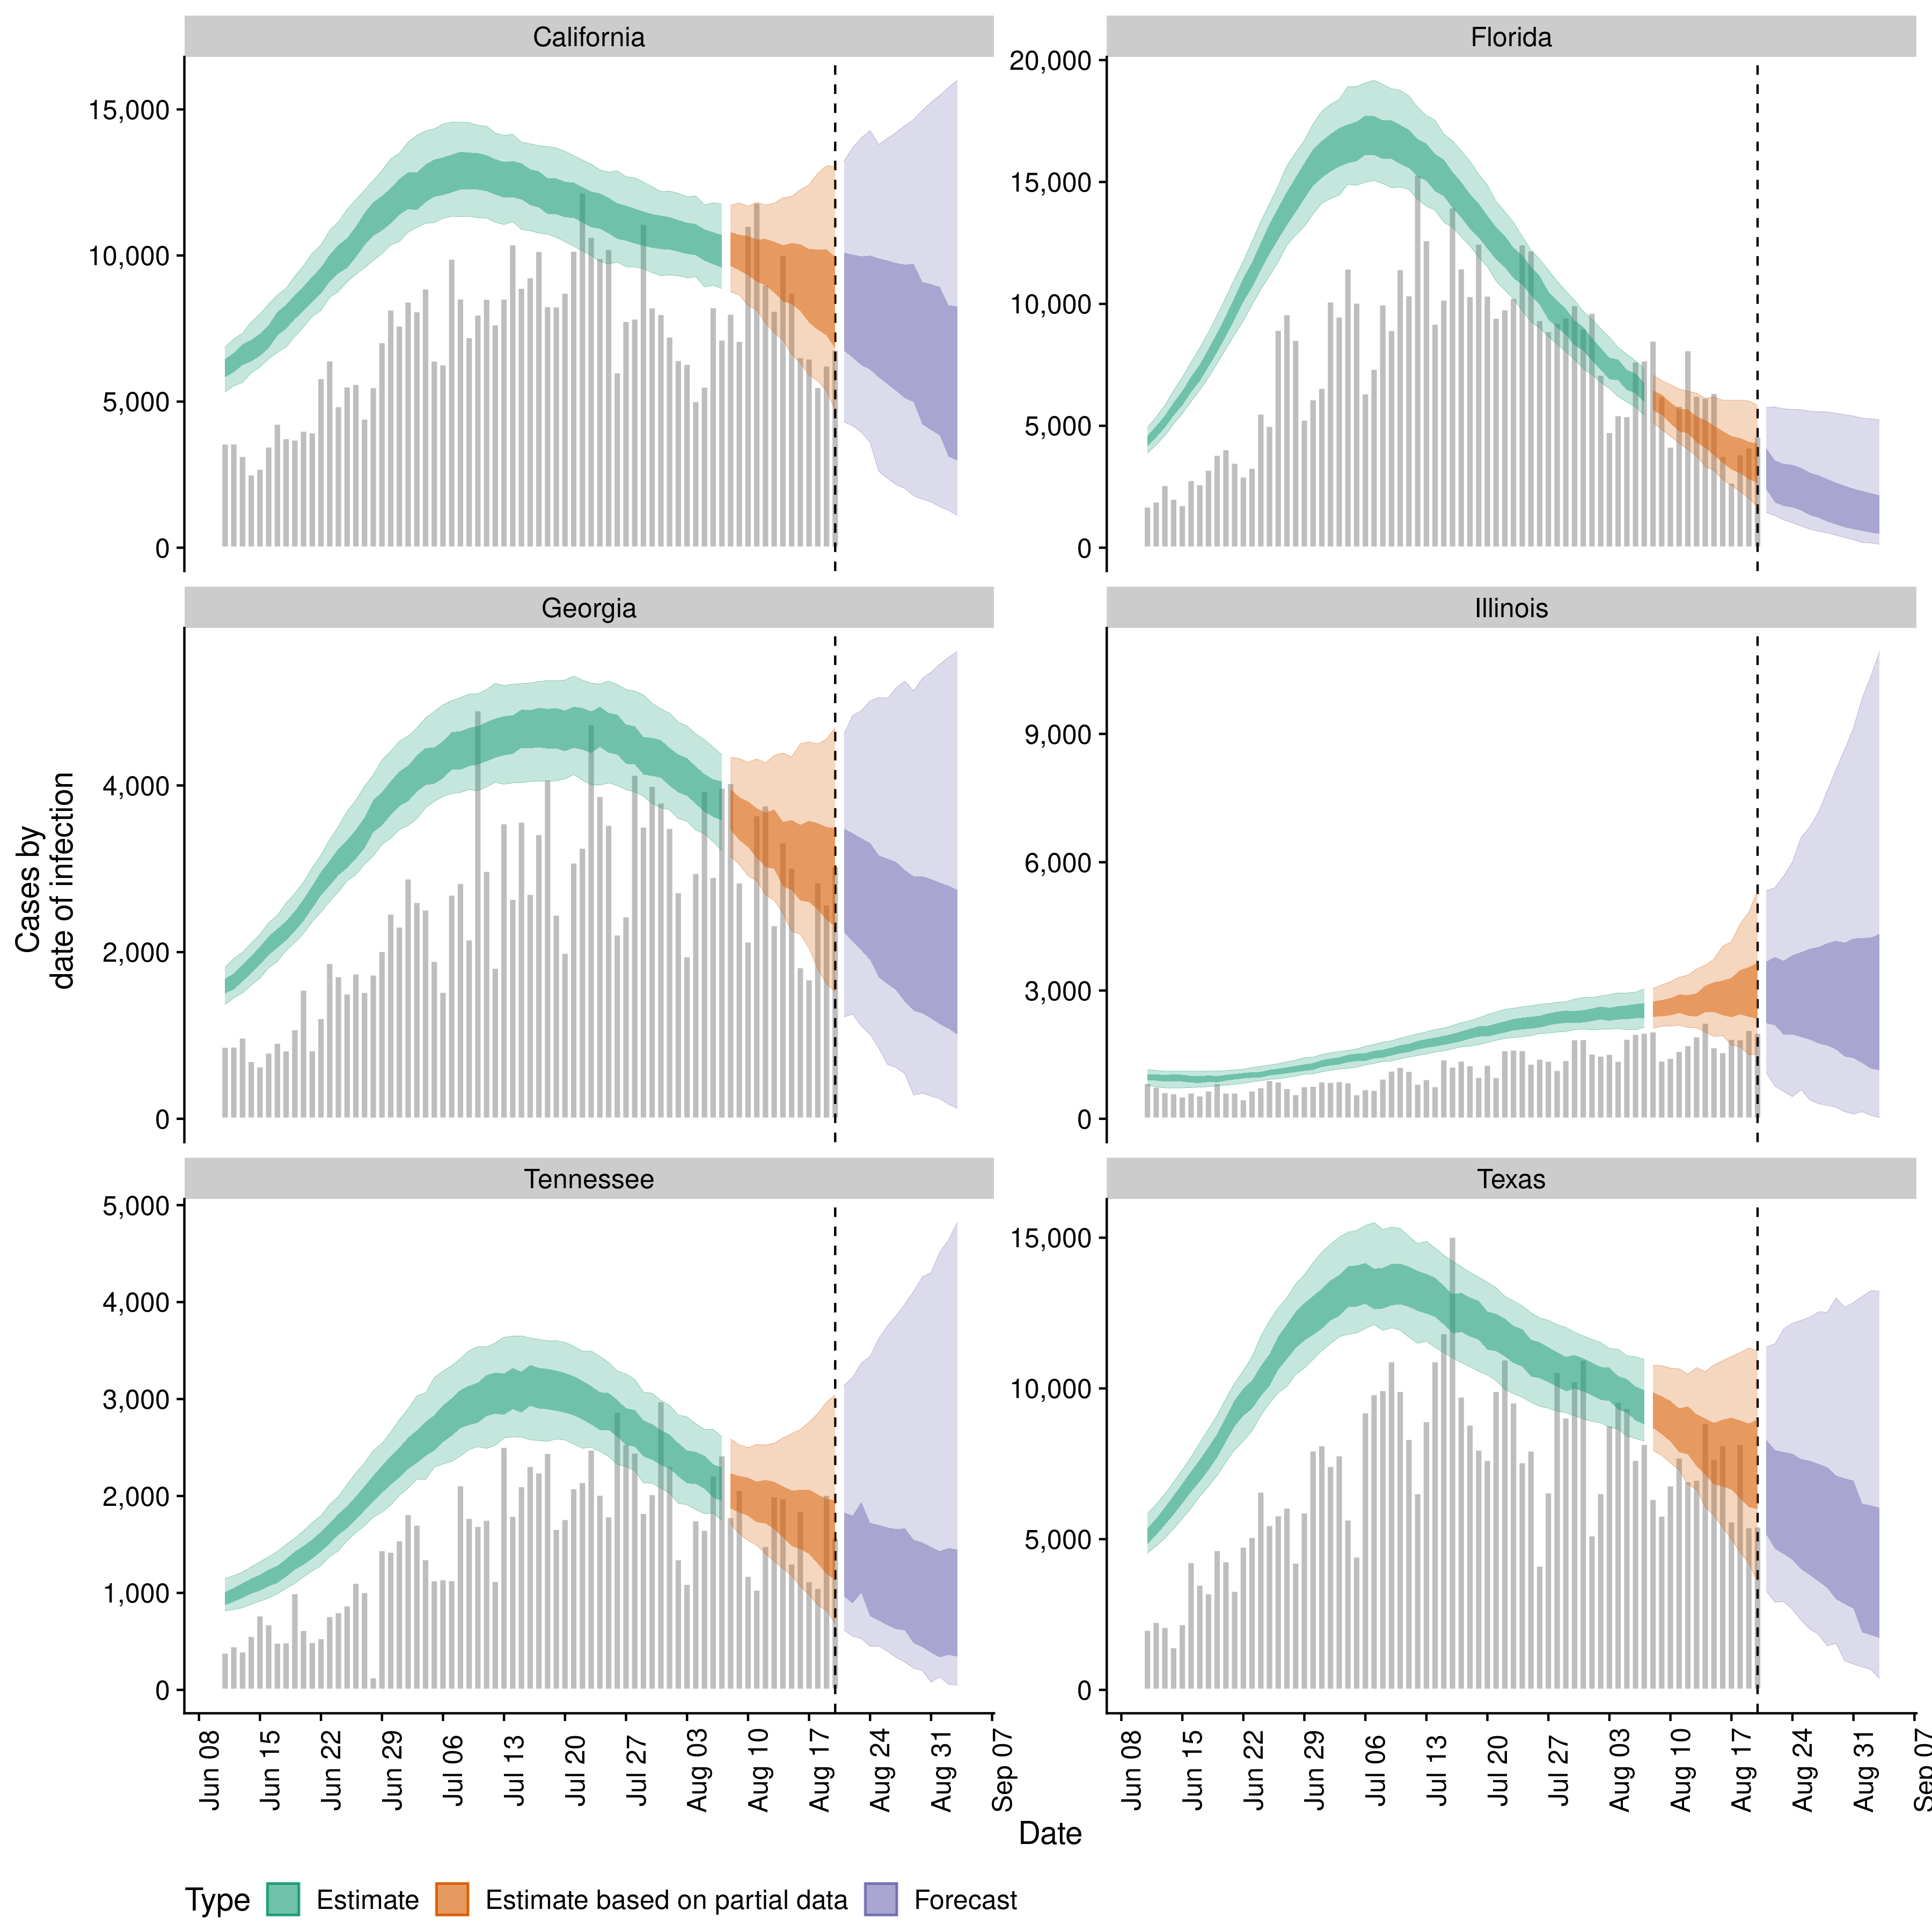 California
Florida
15,000
10,000
5,000
0
20,000
15,000
10,000
5,000
0
Georgia
Illinois
4,000
2,000
0
9,000
6,000
3,000
0
Cases by
date of infection
Tennessee
Texas
5,000
4,000
3,000
2,000
1,000
0
15,000
10,000
5,000
0
Jun 08
Jun 15
Jun 22
Jun 29
Jul 06
Jul 13
Jul 20
Jul 27
Aug 03
Aug 10
Aug 17
Aug 24
Aug 31
Sep 07
Jun 08
Jun 15
Jun 22
Jun 29
Jul 06
Jul 13
Jul 20
Jul 27
Aug 03
Aug 10
Aug 17
Aug 24
Aug 31
Sep 07
Date
Type Estimate Estimate based on partial data Forecast